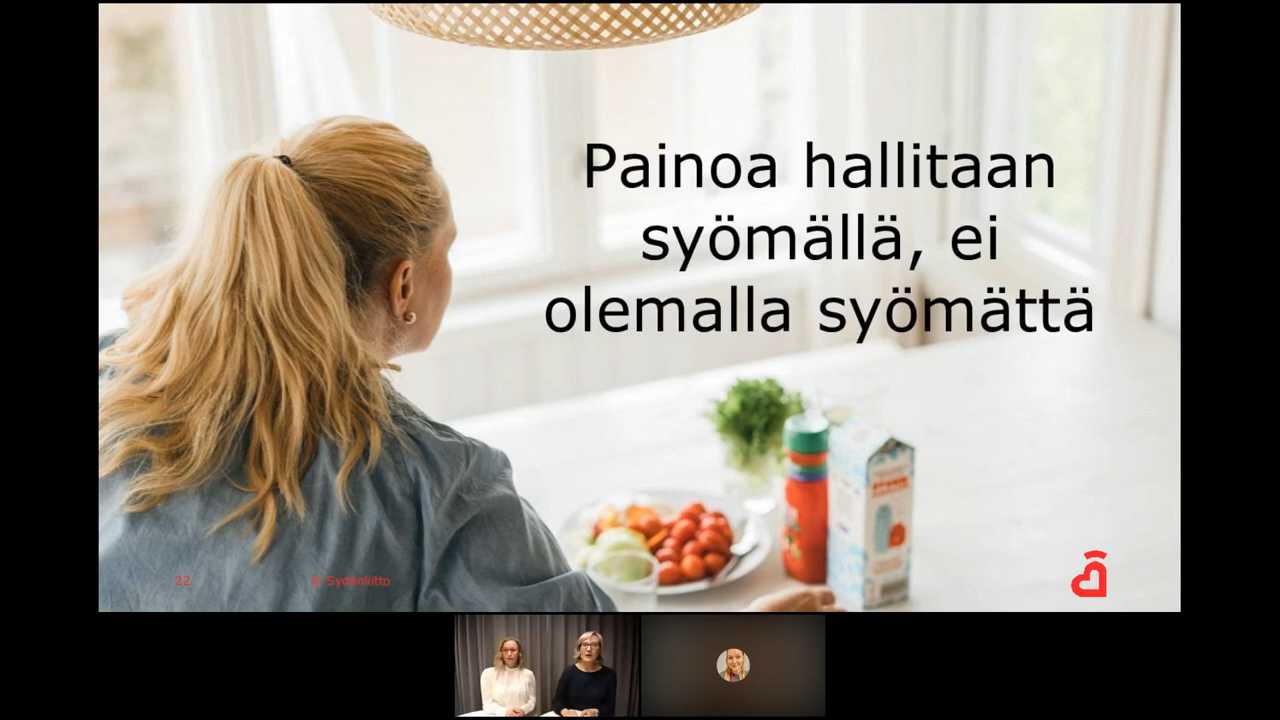 Painoa hallitaan
syömällä, ei
olemalla syömättä
22
© Sydänliitto